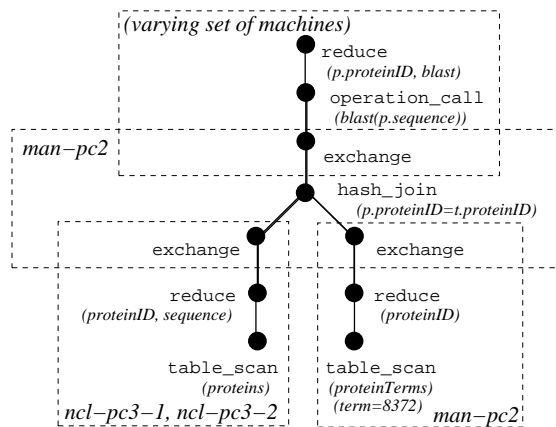 (varying set of machines)
reduce
(p.proteinID, blast)
operation_call
(blast(p.sequence))
man-pc2
exchange
hash_join
(p.proteinID=t.proteinID)
exchange
exchange
reduce
(proteinID, sequence)
reduce
(proteinID)
table_scan
(proteins)
table_scan
(proteinTerms)
(term=8372)
ncl-pc3-1, ncl-pc3-2
man-pc2